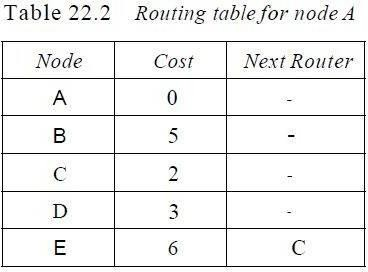 Table 22.2 Routing table for node A
Node Cost Next Router
A 0 -
B 5 -
C 2 -
D 3 -
E 6 C